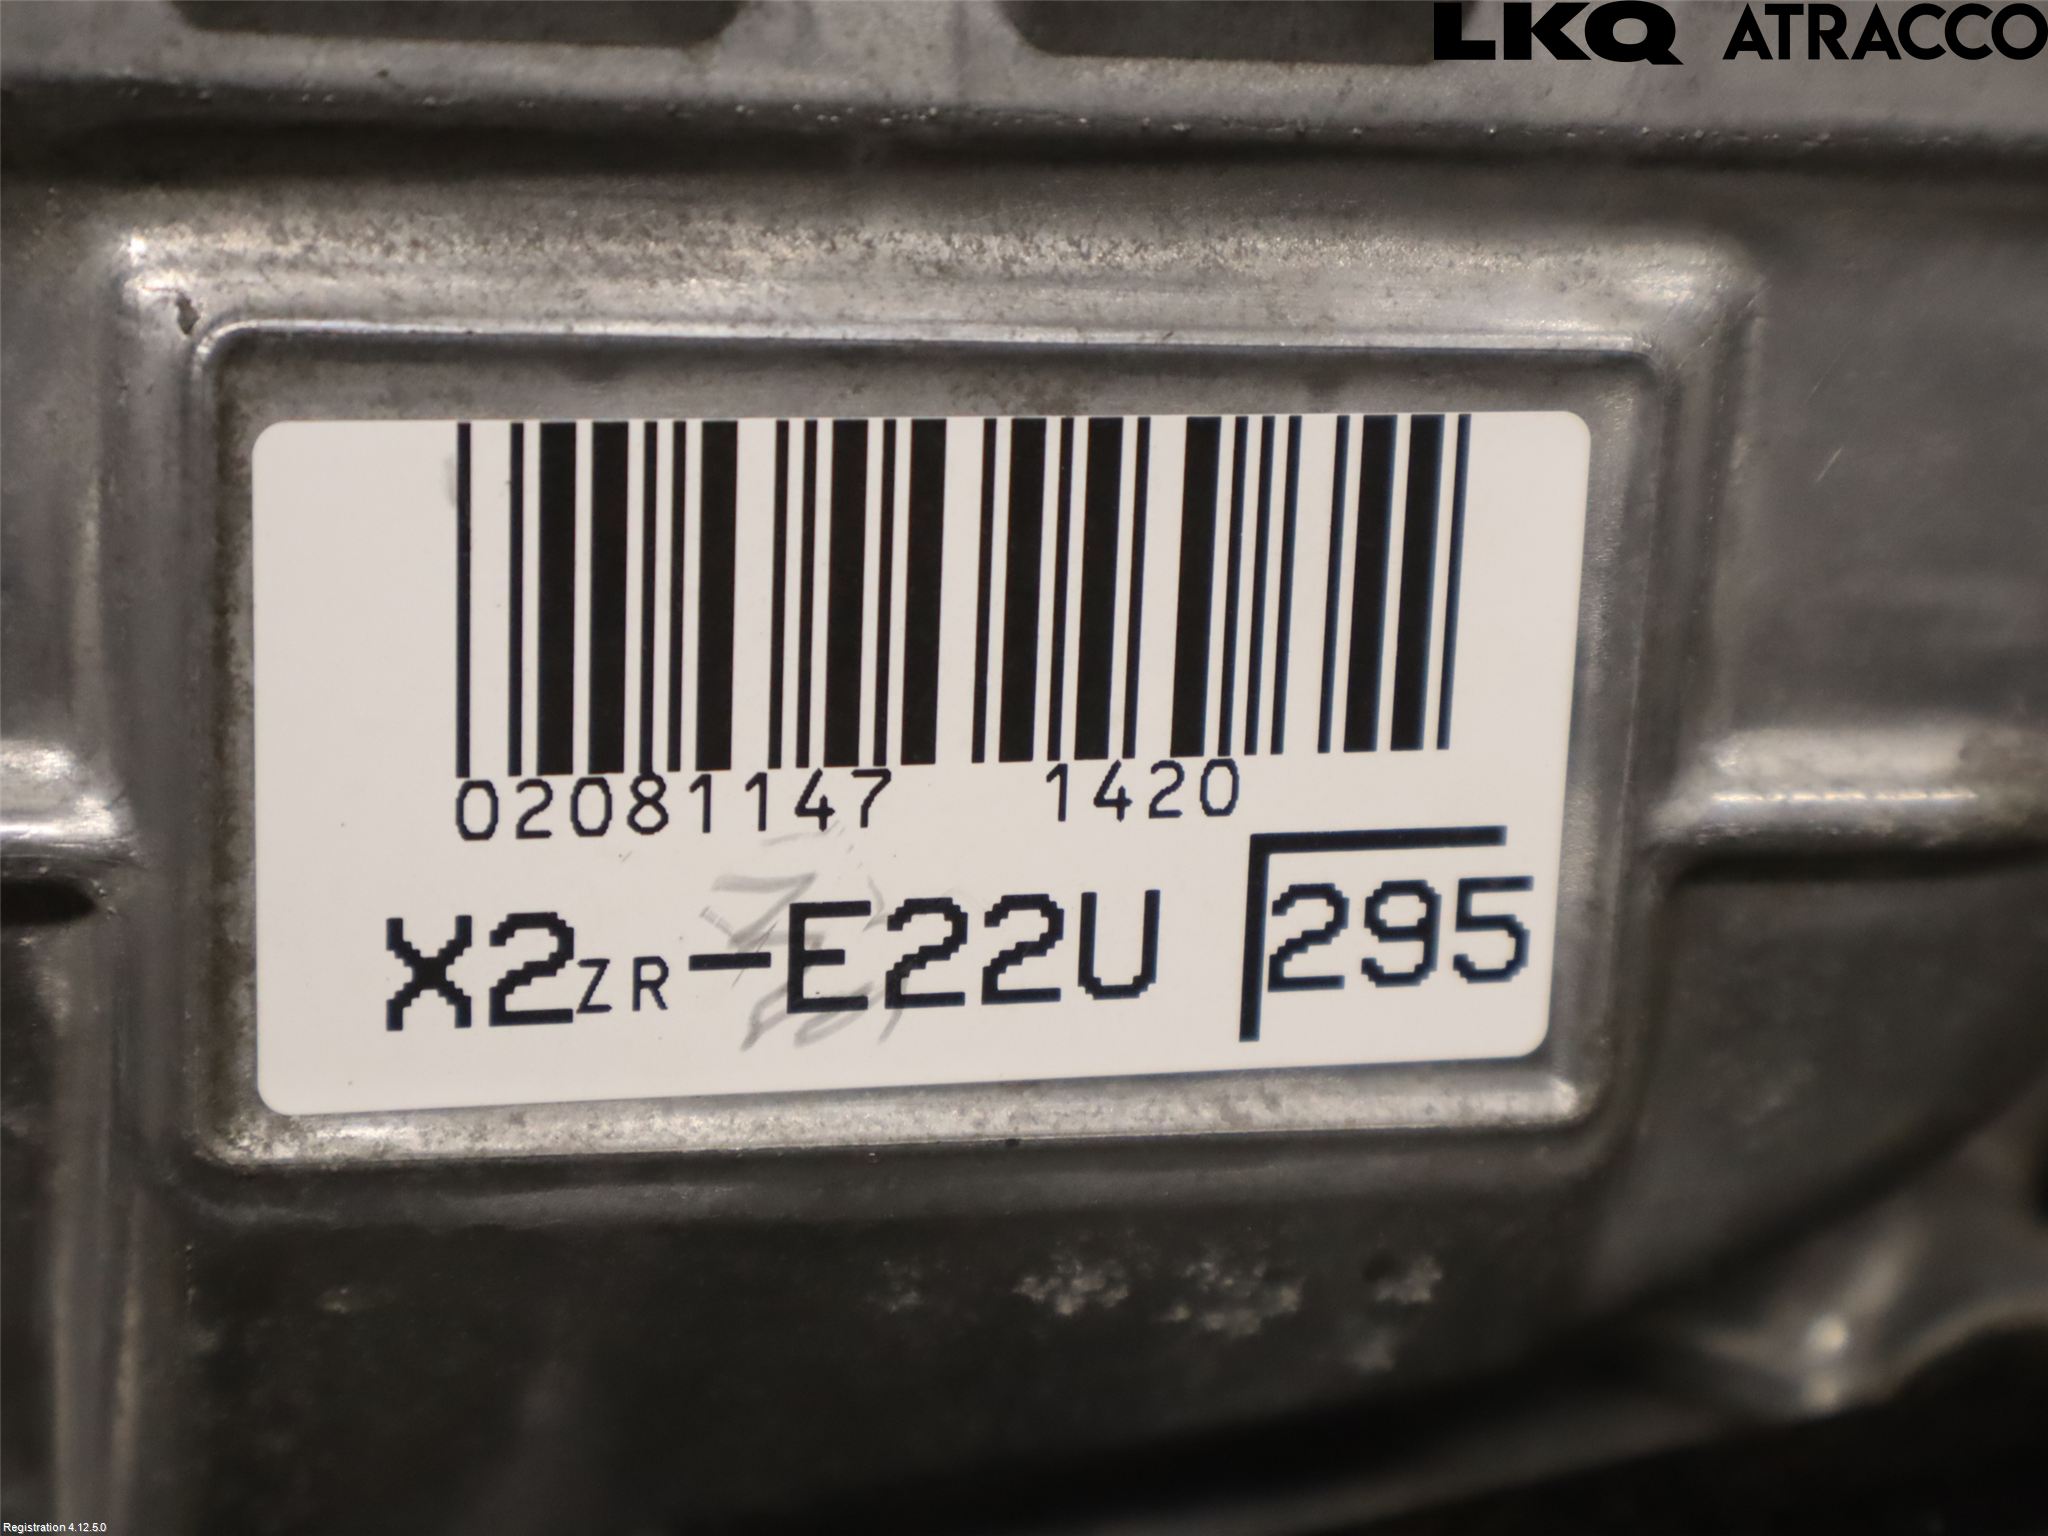 LKQ ATRACCO
02081147 1420
X2ZR-E22U 295
Registration 4.12.5.0